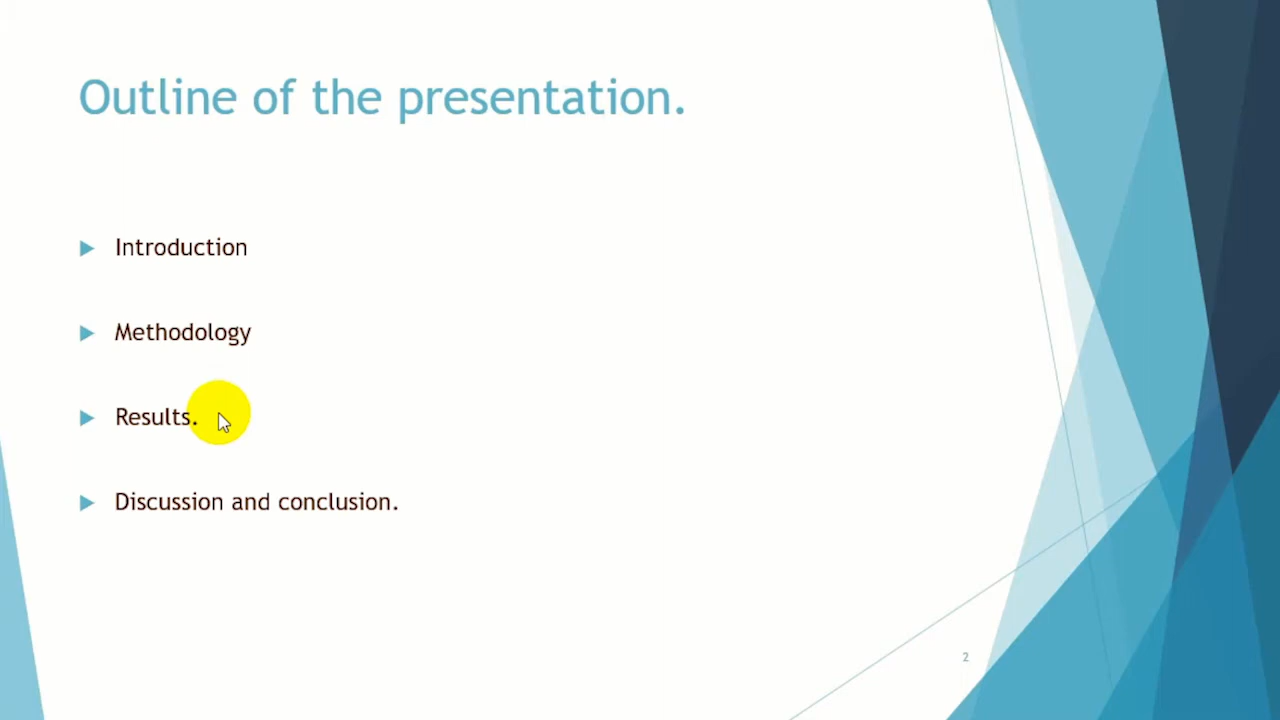 Outline of the presentation.
Introduction
Methodology
Results.
Discussion and conclusion.
2